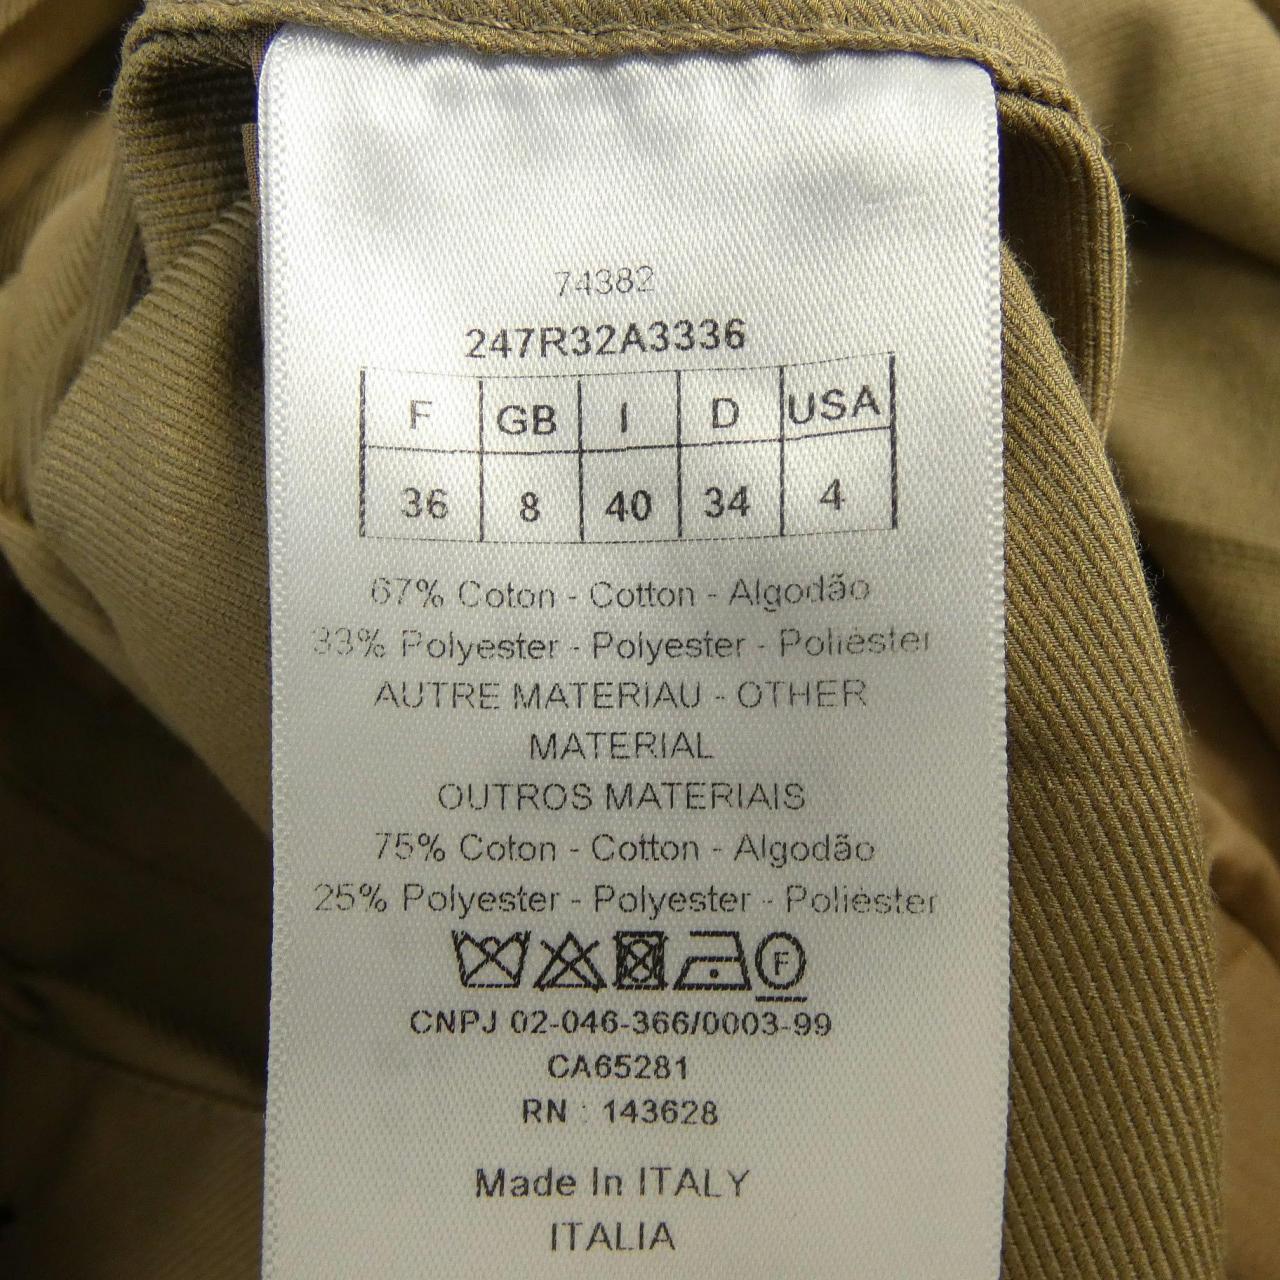 74382
247R32A3336
F GB I D USA
36 8 40 34 4
67% Coton - Cotton - Algodão
33% Polyester - Polyester - Poliéster
AUTRE MATERIAU - OTHER
MATERIAL
OUTROS MATERIAIS
75% Coton - Cotton - Algodão
25% Polyester - Polyester - Poliéster
F
CNPJ 02-046-366/0003-99
CA65281
RN : 143628
Made In ITALY
ITALIA